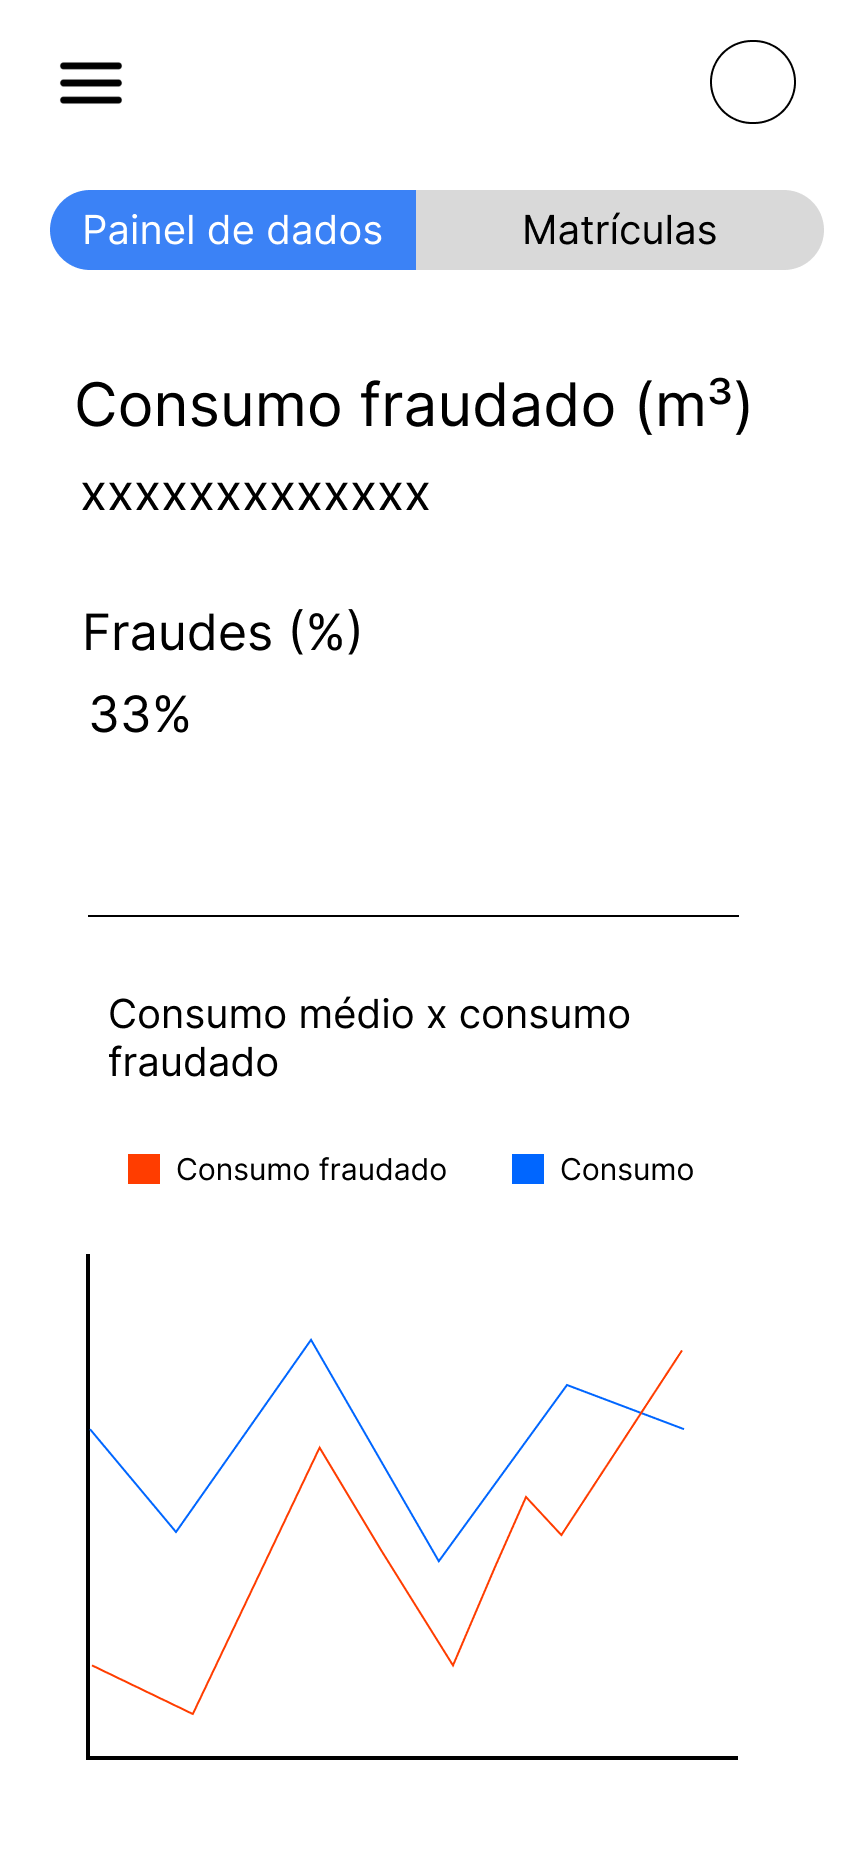 Painel de dados
Matrículas
Consumo fraudado (m³)
xxxxxxxxxxxxx
Fraudes (%)
33%
Consumo médio x consumo
fraudado
Consumo fraudado
Consumo